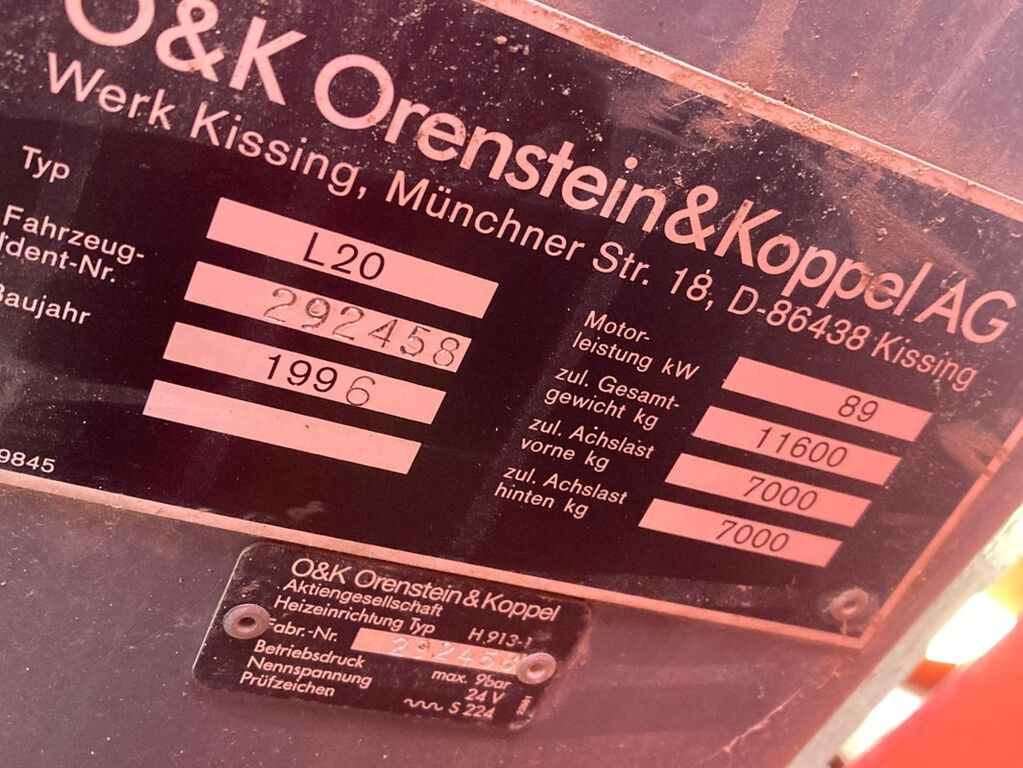 O&K Orenstein & Koppel AG
Werk Kissing, Münchner Str. 18, D-86438 Kissing
Typ L20
Fahrzeug-
Ident-Nr. 292458
Baujahr 1996
9845
Motor-
leistung kW 89
zul. Gesamt-
gewicht kg 11600
zul. Achslast
vorne kg 7000
zul. Achslast
hinten kg 7000
O&K Orenstein & Koppel
Aktiengesellschaft
Heizeinrichtung Typ H 913-1
Fabr.-Nr. 292458
Betriebsdruck max. 9bar
Nennspannung 24 V
Prüfzeichen S 224